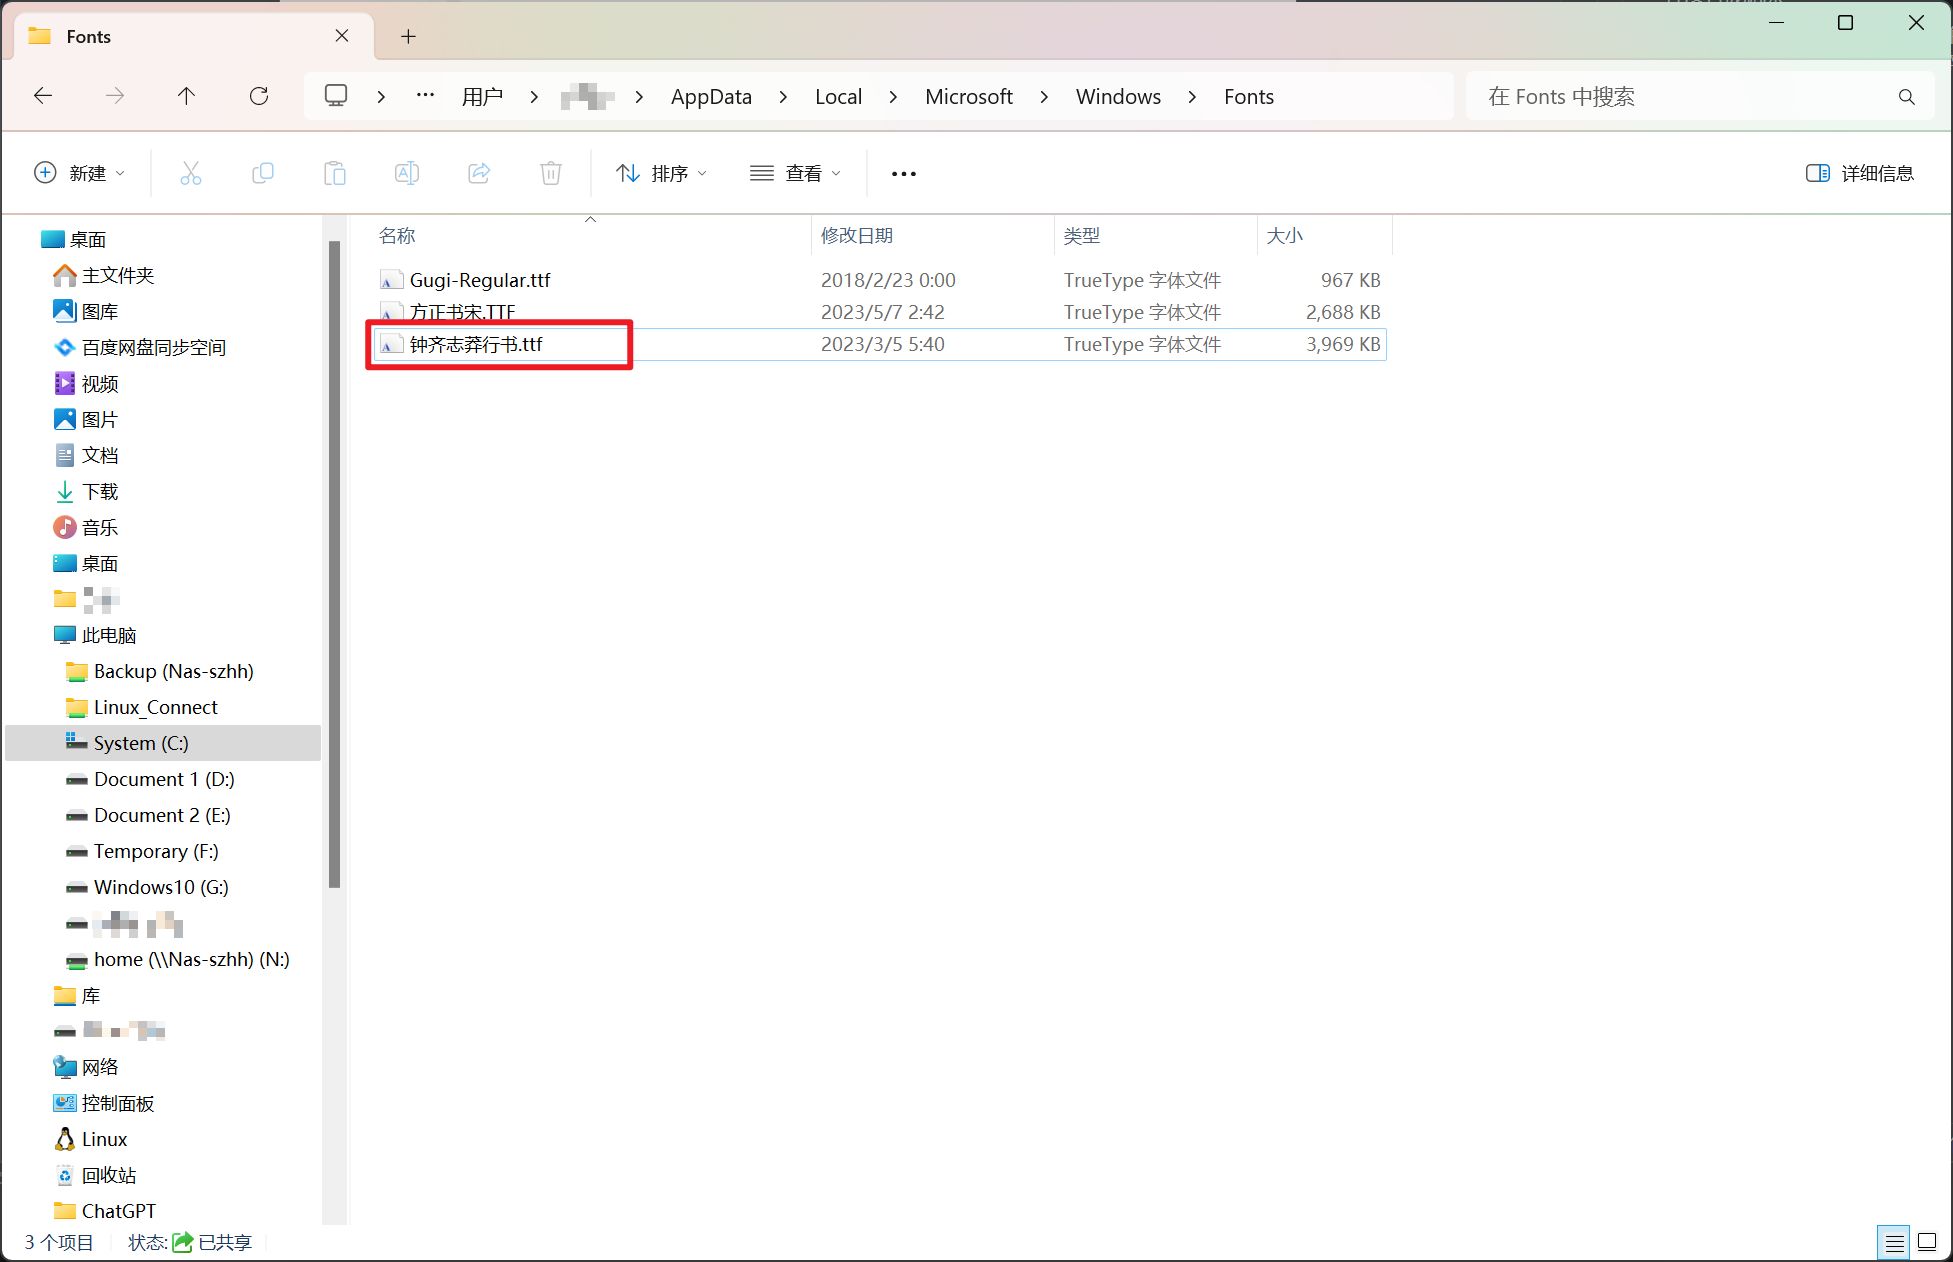 Fonts
用户 AppData Local Microsoft Windows Fonts
在 Fonts 中搜索
新建 排序 查看 详细信息
名称 修改日期 类型 大小
Gugi-Regular.ttf 2018/2/23 0:00 TrueType 字体文件 967 KB
方正书宋.TTF 2023/5/7 2:42 TrueType 字体文件 2,688 KB
钟齐志莽行书.ttf 2023/3/5 5:40 TrueType 字体文件 3,969 KB
桌面
主文件夹
图库
百度网盘同步空间
视频
图片
文档
下载
音乐
桌面
此电脑
Backup (Nas-szhh)
Linux_Connect
System (C:)
Document 1 (D:)
Document 2 (E:)
Temporary (F:)
Windows10 (G:)
home (\\Nas-szhh) (N:)
库
网络
控制面板
Linux
回收站
ChatGPT
3 个项目 状态: 已共享